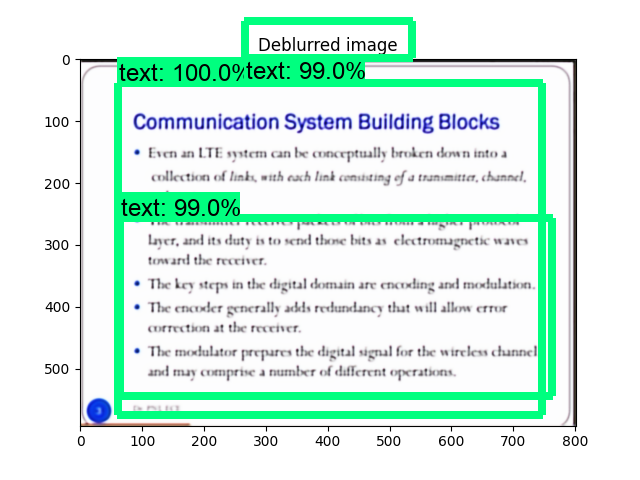 Deblurred image
text: 100.0%
text: 99.0%
0
100
200
300
400
500
0 100 200 300 400 500 600 700 800
Communication System Building Blocks
• Even an LTE system can be conceptually broken down into a
collection of links, with each link consisting of a transmitter, channel,
text: 99.0%
layer, and its duty is to send those bits as electromagnetic waves
toward the receiver.
• The key steps in the digital domain are encoding and modulation.
• The encoder generally adds redundancy that will allow error
correction at the receiver.
• The modulator prepares the digital signal for the wireless channel
and may comprise a number of different operations.
3